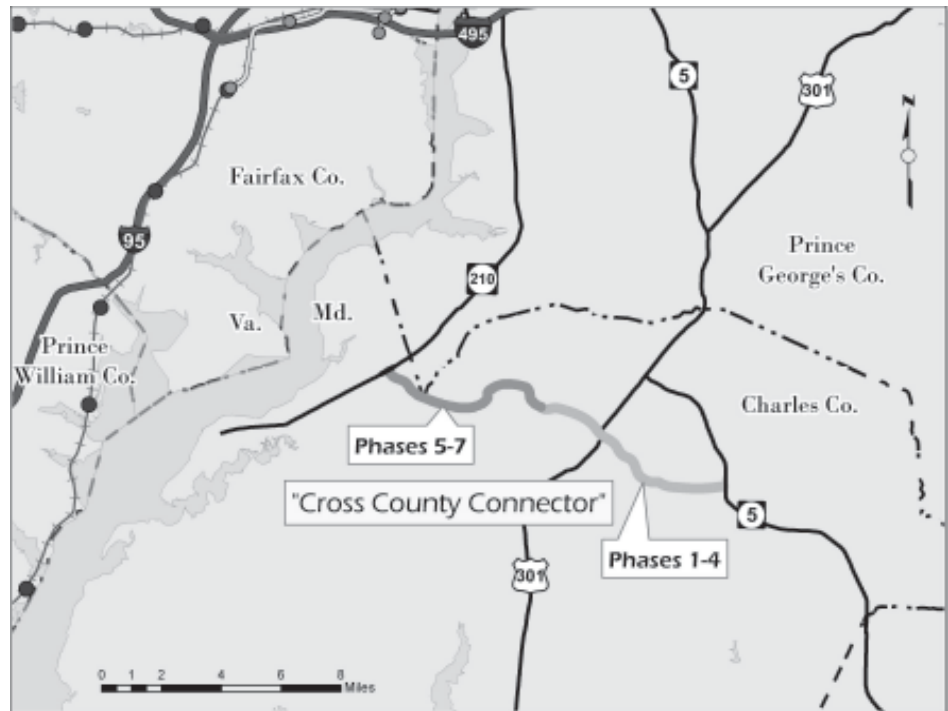 495
5
301
N
Fairfax Co.
95
Prince
George's Co.
210
Va.
Md.
Prince
William Co.
Charles Co.
Phases 5-7
"Cross County Connector"
5
Phases 1-4
301
0 1 2 4 6 8
Miles